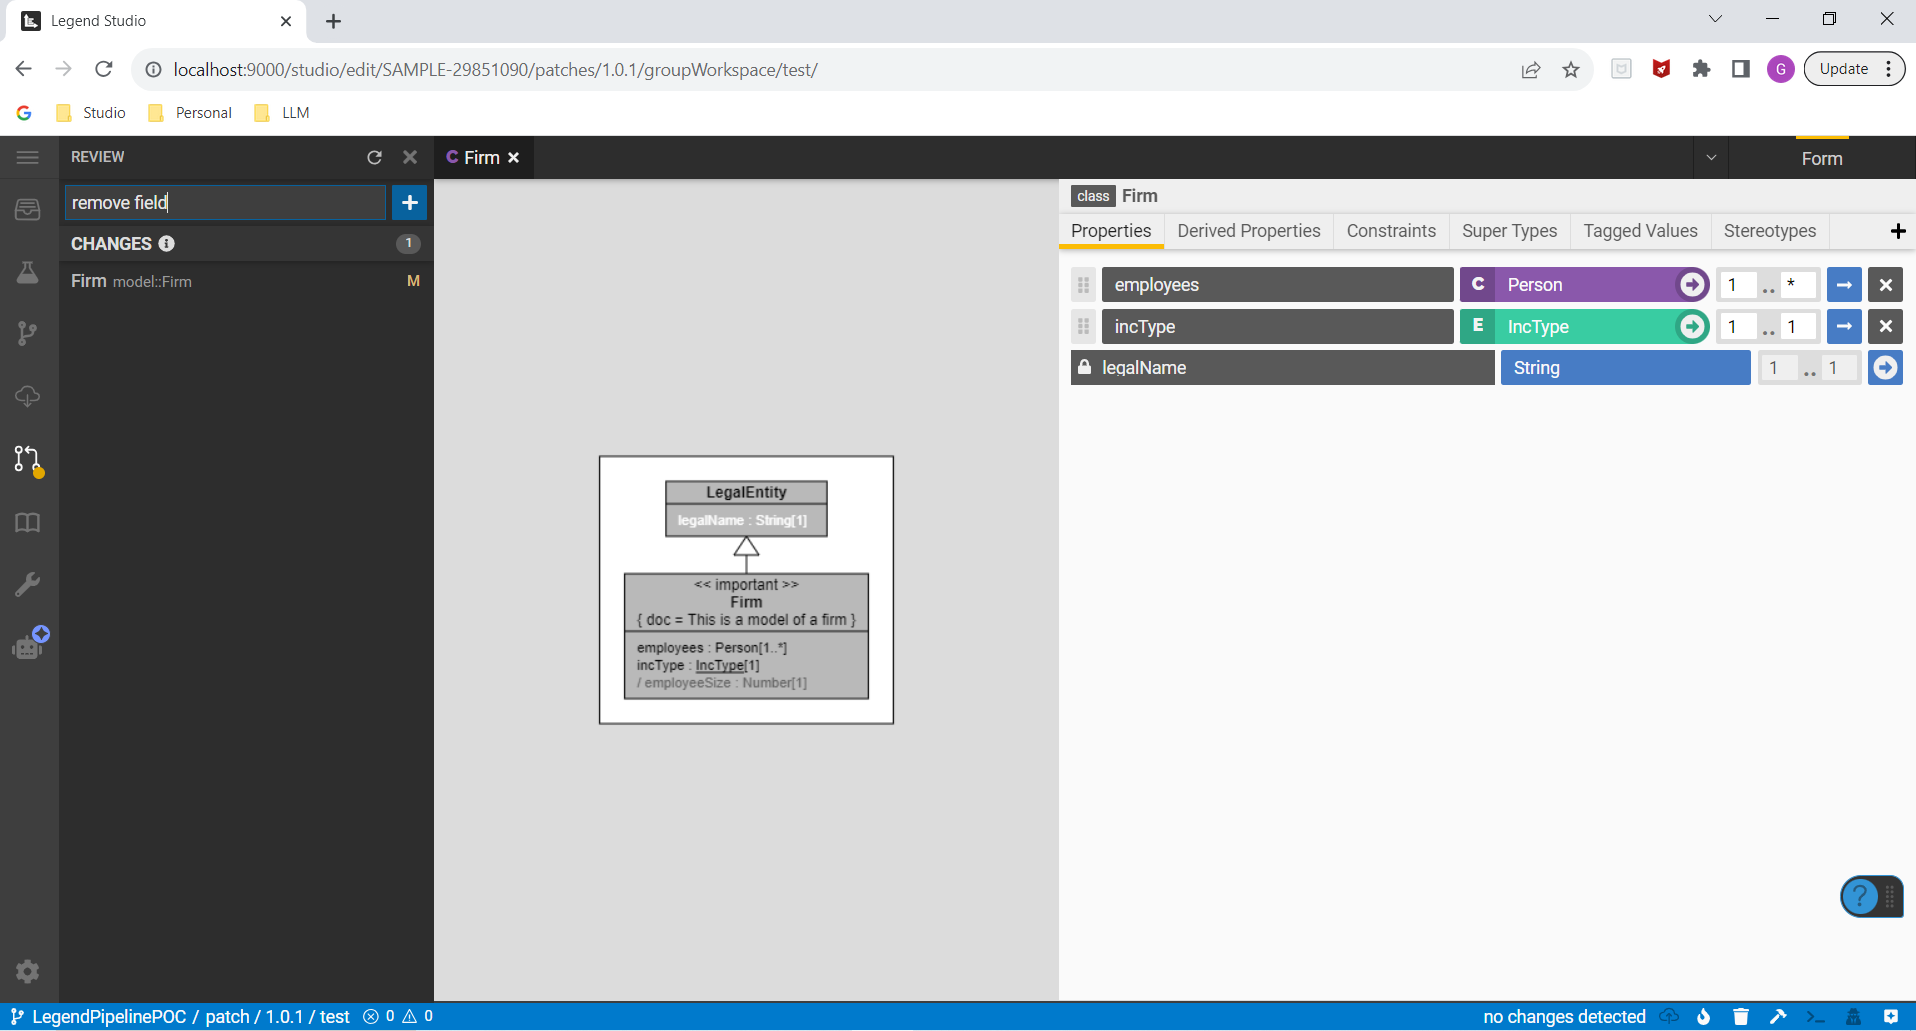 Legend Studio
localhost:9000/studio/edit/SAMPLE-29851090/patches/1.0.1/groupWorkspace/test/
G
Update
Studio
Personal
LLM
REVIEW
C Firm
Form
remove field
class Firm
CHANGES 1
Properties
Derived Properties
Constraints
Super Types
Tagged Values
Stereotypes
Firm model::Firm M
employees C Person 1 .. *
incType E IncType 1 .. 1
legalName String 1 .. 1
LegalEntity
legalName : String[1]
<< important >>
Firm
{ doc = This is a model of a firm }
employees : Person[1..*]
incType : IncType[1]
/ employeeSize : Number[1]
?
LegendPipelinePOC / patch / 1.0.1 / test 0 0
no changes detected